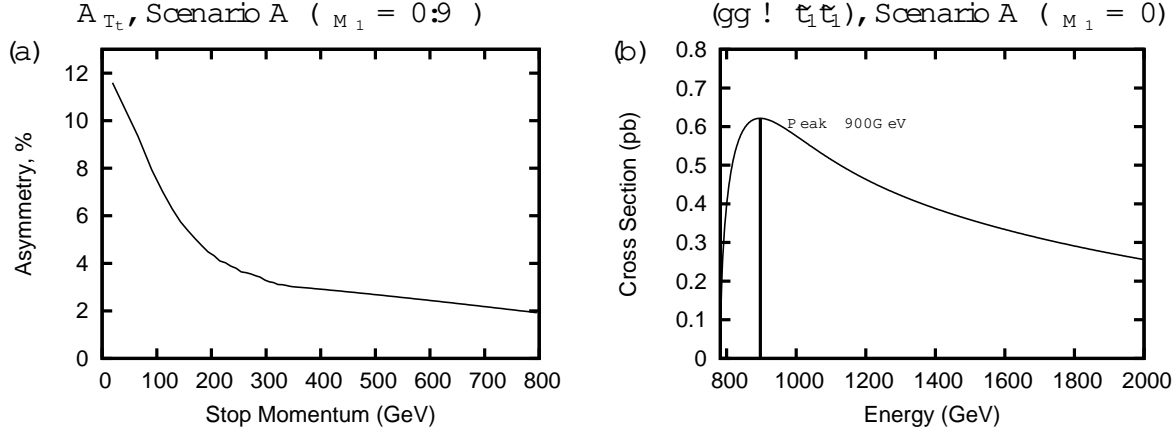 A Tt, Scenario A ( M1 = 0:9 )
(gg ! t̃1t̃1), Scenario A ( M1 = 0)
(a)
12
10
8
6
4
2
0
Asymmetry, %
0 100 200 300 400 500 600 700 800
Stop Momentum (GeV)
(b)
0.8
0.7
0.6
0.5
0.4
0.3
0.2
0.1
0
Cross Section (pb)
Peak 900GeV
800 1000 1200 1400 1600 1800 2000
Energy (GeV)